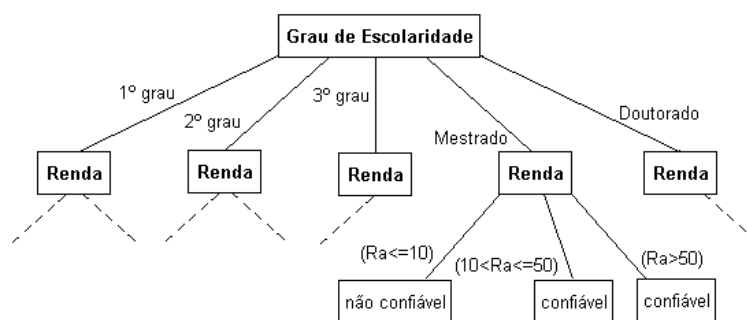 Grau de Escolaridade
1º grau
2º grau
3º grau
Mestrado
Doutorado
Renda
Renda
Renda
Renda
Renda
(Ra<=10)
(10<Ra<=50)
(Ra>50)
não confiável
confiável
confiável